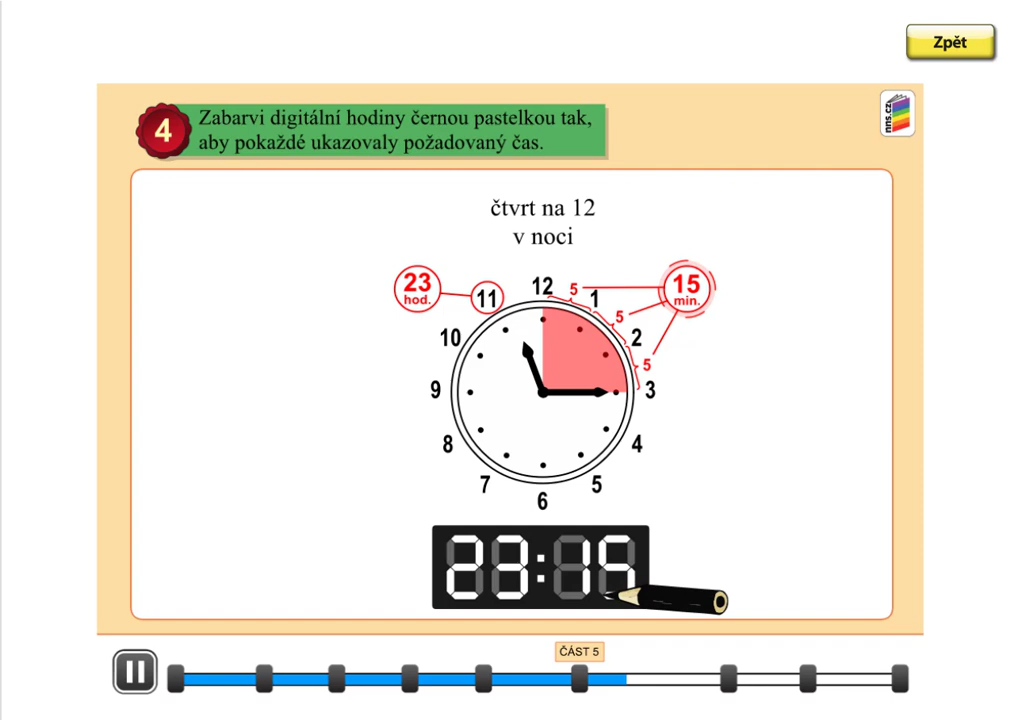 Zpět
4
Zabarvi digitální hodiny černou pastelkou tak,
aby pokaždé ukazovaly požadovaný čas.
nns.cz
čtvrt na 12
v noci
23
hod.
15
min.
12
5
1
5
2
5
3
4
5
6
7
8
9
10
11
23:15
ČÁST 5